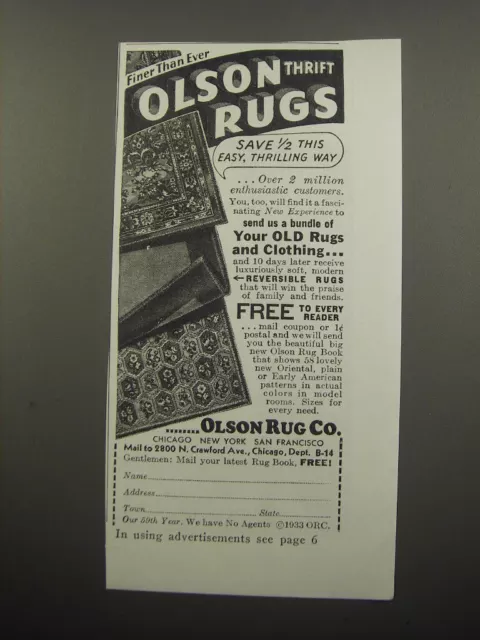 Finer Than Ever
OLSON THRIFT
RUGS
SAVE 1/2 THIS
EASY, THRILLING WAY
...Over 2 million
enthusiastic customers.
You, too, will find it a fasci-
nating New Experience to
send us a bundle of
Your OLD Rugs
and Clothing...
and 10 days later receive
luxuriously soft, modern
←REVERSIBLE RUGS
that will win the praise
of family and friends.
FREE TO EVERY
READER
...mail coupon or 1¢
postal and we will send
you the beautiful big
new Olson Rug Book
that shows 58 lovely
new Oriental, plain
or Early American
patterns in actual
colors in model
rooms. Sizes for
every need.
........OLSON RUG CO.
CHICAGO NEW YORK SAN FRANCISCO
Mail to 2800 N. Crawford Ave., Chicago, Dept. B-14
Gentlemen: Mail your latest Rug Book, FREE!
Name
Address
Town State
Our 59th Year. We have No Agents ©1933 ORC.
In using advertisements see page 6